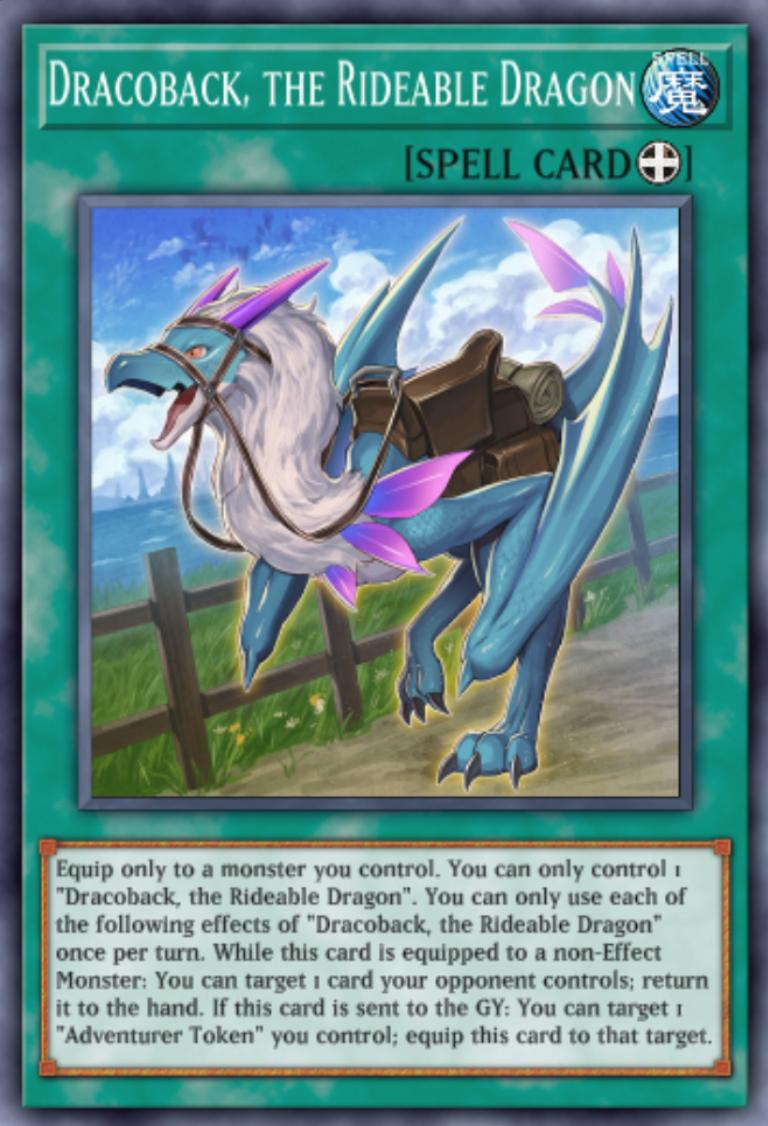 DRACOBACK, THE RIDEABLE DRAGON
SPELL
魔
[SPELL CARD]
Equip only to a monster you control. You can only control 1
"Dracoback, the Rideable Dragon". You can only use each of
the following effects of "Dracoback, the Rideable Dragon"
once per turn. While this card is equipped to a non-Effect
Monster: You can target 1 card your opponent controls; return
it to the hand. If this card is sent to the GY: You can target 1
"Adventurer Token" you control; equip this card to that target.